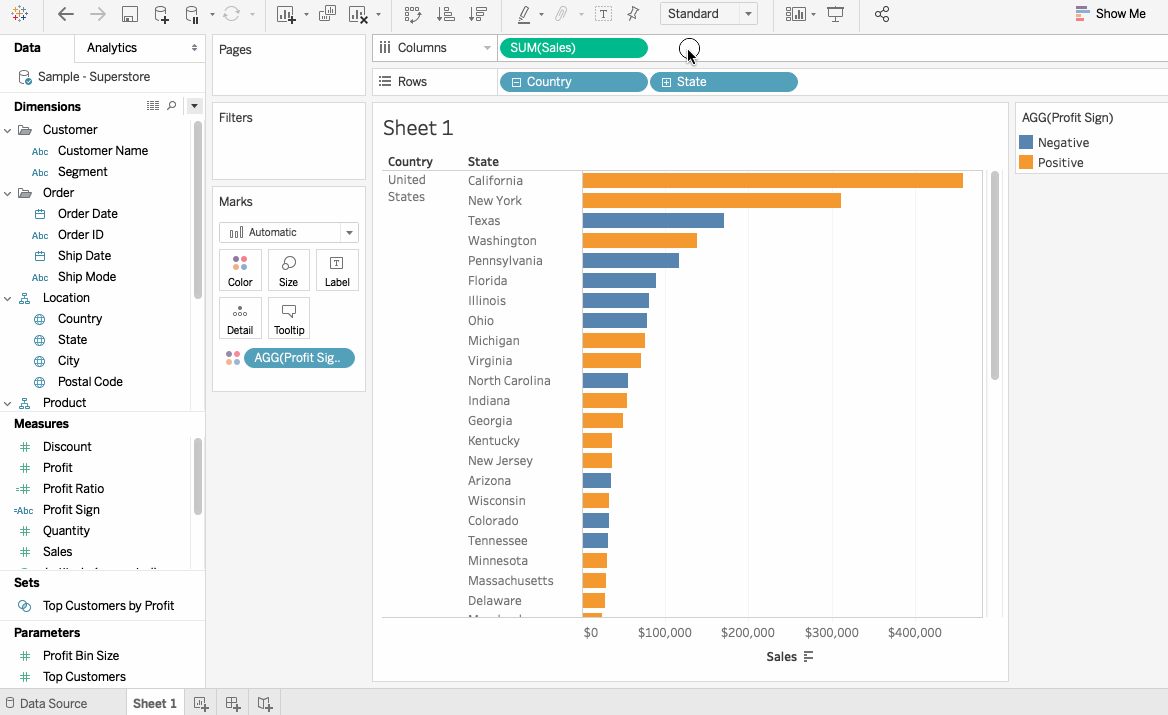 Standard
Show Me
Data
Analytics
Sample - Superstore
Dimensions
Customer
Abc Customer Name
Abc Segment
Order
Order Date
Abc Order ID
Ship Date
Abc Ship Mode
Location
Country
State
City
Postal Code
Product
Measures
Discount
Profit
Profit Ratio
Abc Profit Sign
Quantity
Sales
Sets
Top Customers by Profit
Parameters
Profit Bin Size
Top Customers
Pages
Filters
Marks
Automatic
Color
Size
Label
Detail
Tooltip
AGG(Profit Sig..
Columns
SUM(Sales)
Rows
Country
State
Sheet 1
Country
State
United
States
California
New York
Texas
Washington
Pennsylvania
Florida
Illinois
Ohio
Michigan
Virginia
North Carolina
Indiana
Georgia
Kentucky
New Jersey
Arizona
Wisconsin
Colorado
Tennessee
Minnesota
Massachusetts
Delaware
$0
$100,000
$200,000
$300,000
$400,000
Sales
AGG(Profit Sign)
Negative
Positive
Data Source
Sheet 1